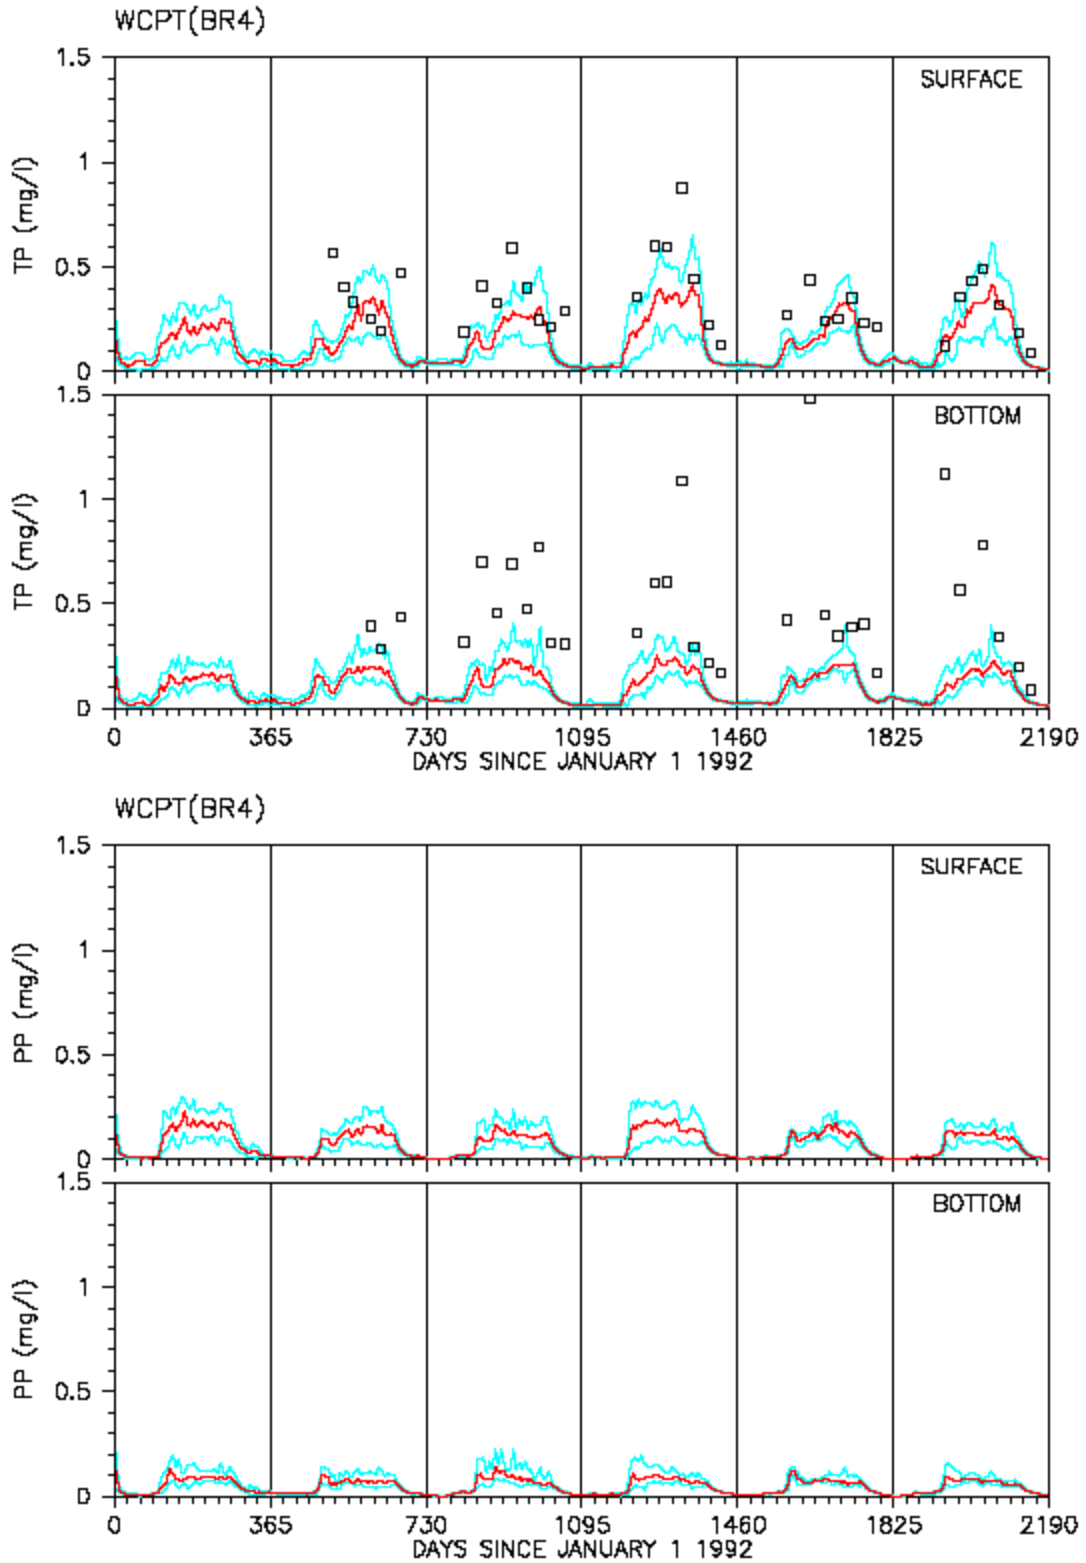 WCPT(BR4)
1.5
SURFACE
1
TP (mg/l)
0.5
0
1.5
BOTTOM
1
TP (mg/l)
0.5
0
0 365 730 1095 1460 1825 2190
DAYS SINCE JANUARY 1 1992
WCPT(BR4)
1.5
SURFACE
1
PP (mg/l)
0.5
0
1.5
BOTTOM
1
PP (mg/l)
0.5
0
0 365 730 1095 1460 1825 2190
DAYS SINCE JANUARY 1 1992